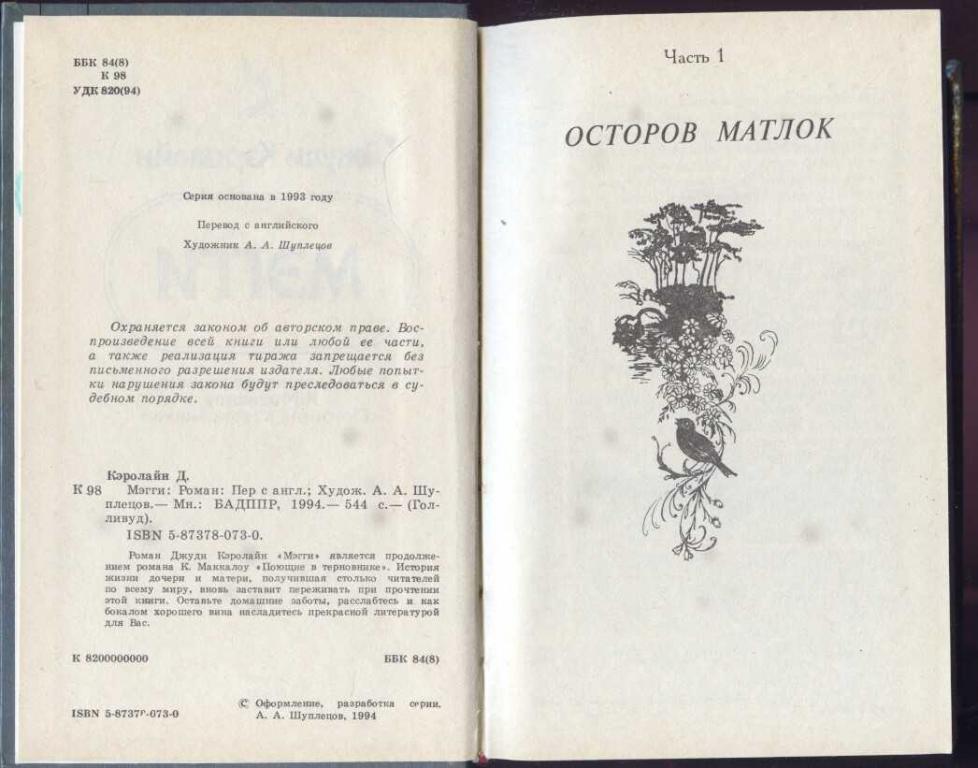 ББК 84(8)
К 98
УДК 820(94)
Серия основана в 1993 году
Перевод с английского
Художник А. А. Шуплецов
Охраняется законом об авторском праве. Вос-
произведение всей книги или любой ее части,
а также реализация тиража запрещается без
письменного разрешения издателя. Любые попыт-
ки нарушения закона будут преследоваться в су-
дебном порядке.
Кэролайн Д.
К 98 Мэгги: Роман: Пер с англ.; Худож. А. А. Шу-
плецов.— Мн.: БАДППР, 1994.— 544 с.— (Гол-
ливуд).
ISBN 5-87378-073-0.
Роман Джуди Кэролайн «Мэгги» является продолже-
нием романа К. Маккалоу «Поющие в терновнике». История
жизни дочери и матери, получившая столько читателей
по всему миру, вновь заставит переживать при прочтении
этой книги. Оставьте домашние заботы, расслабтесь и как
бокалом хорошего вина насладитесь прекрасной литературой
для Вас.
К 8200000000 ББК 84(8)
ISBN 5-87378-073-0
© Оформление, разработка серии.
А. А. Шуплецов, 1994
Часть 1
ОСТОРОВ МАТЛОК